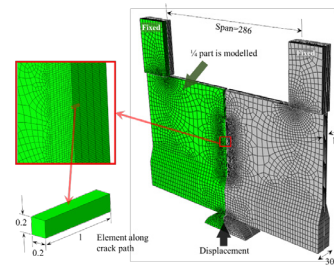 Fixed
Span=286
Fixed
¼ part is modelled
0.2
0.2
1
Element along
crack path
Displacement
30